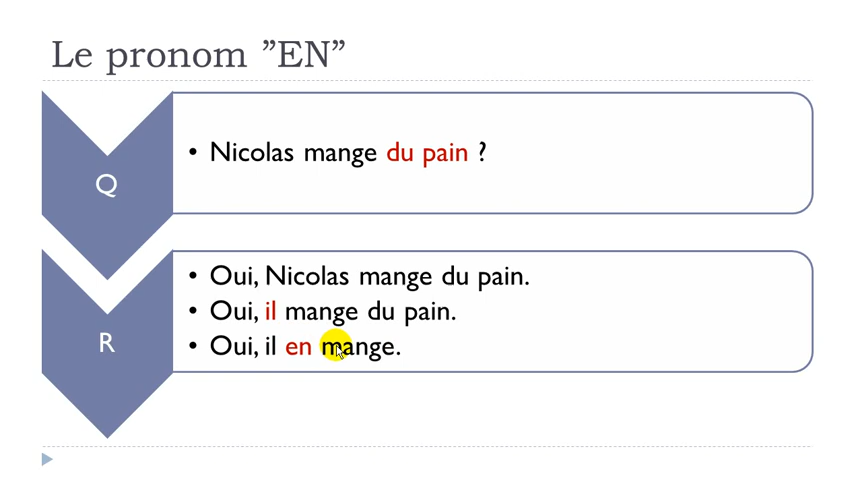 Le pronom ”EN”
Q
• Nicolas mange du pain ?
R
• Oui, Nicolas mange du pain.
• Oui, il mange du pain.
• Oui, il en mange.